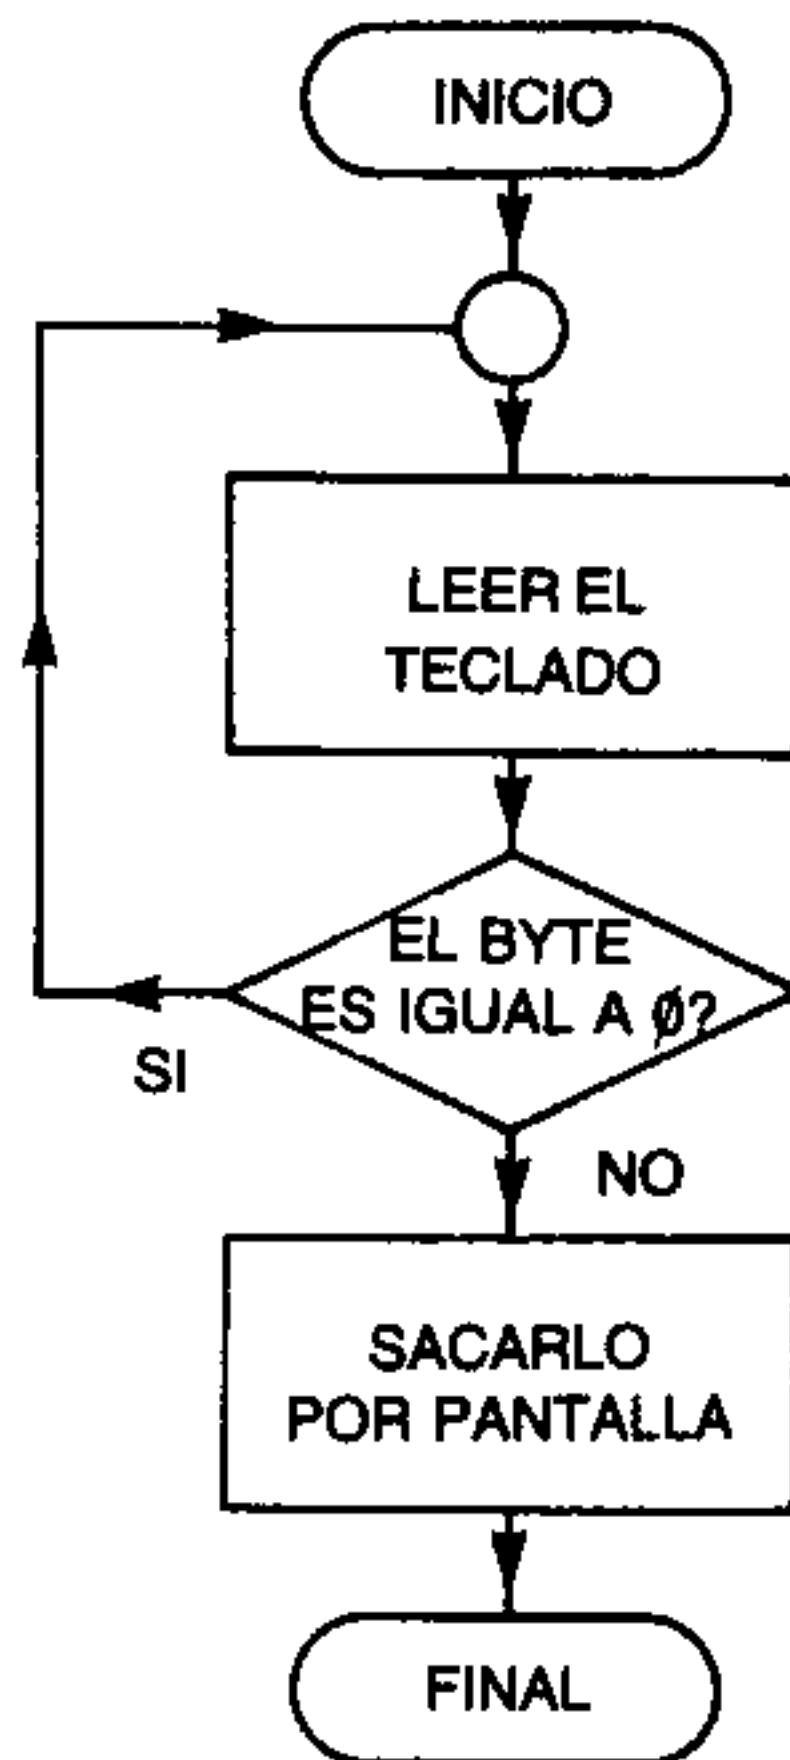 INICIO
LEER EL
TECLADO
EL BYTE
ES IGUAL A Ø?
SI
NO
SACARLO
POR PANTALLA
FINAL